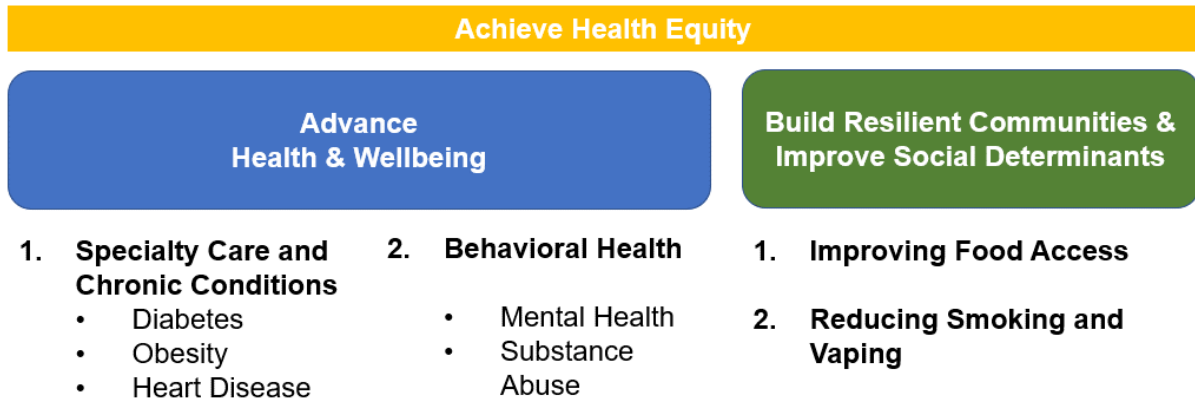 Achieve Health Equity
Advance
Health & Wellbeing
Build Resilient Communities &
Improve Social Determinants
1. Specialty Care and
Chronic Conditions
• Diabetes
• Obesity
• Heart Disease
2. Behavioral Health
• Mental Health
• Substance
Abuse
1. Improving Food Access
2. Reducing Smoking and
Vaping